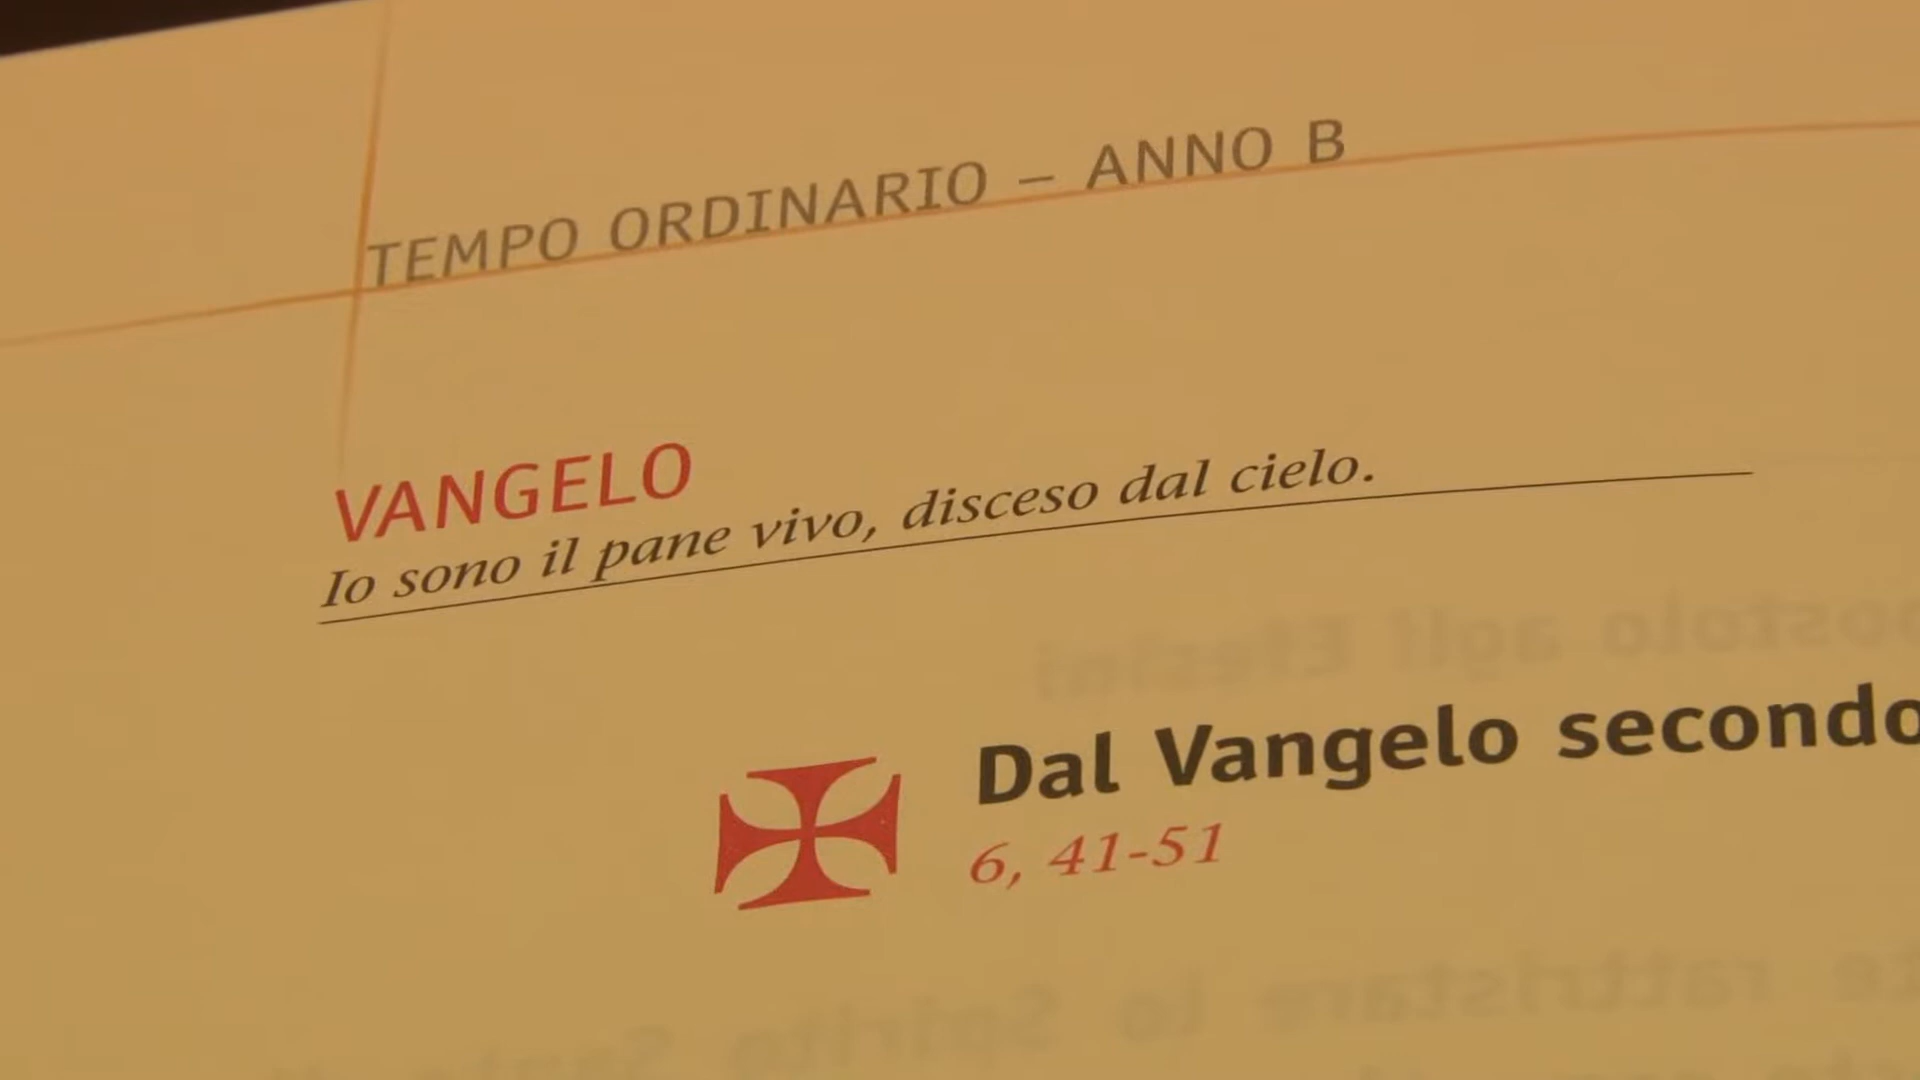 TEMPO ORDINARIO – ANNO B
VANGELO
Io sono il pane vivo, disceso dal cielo.
Dal Vangelo secondo
6, 41-51